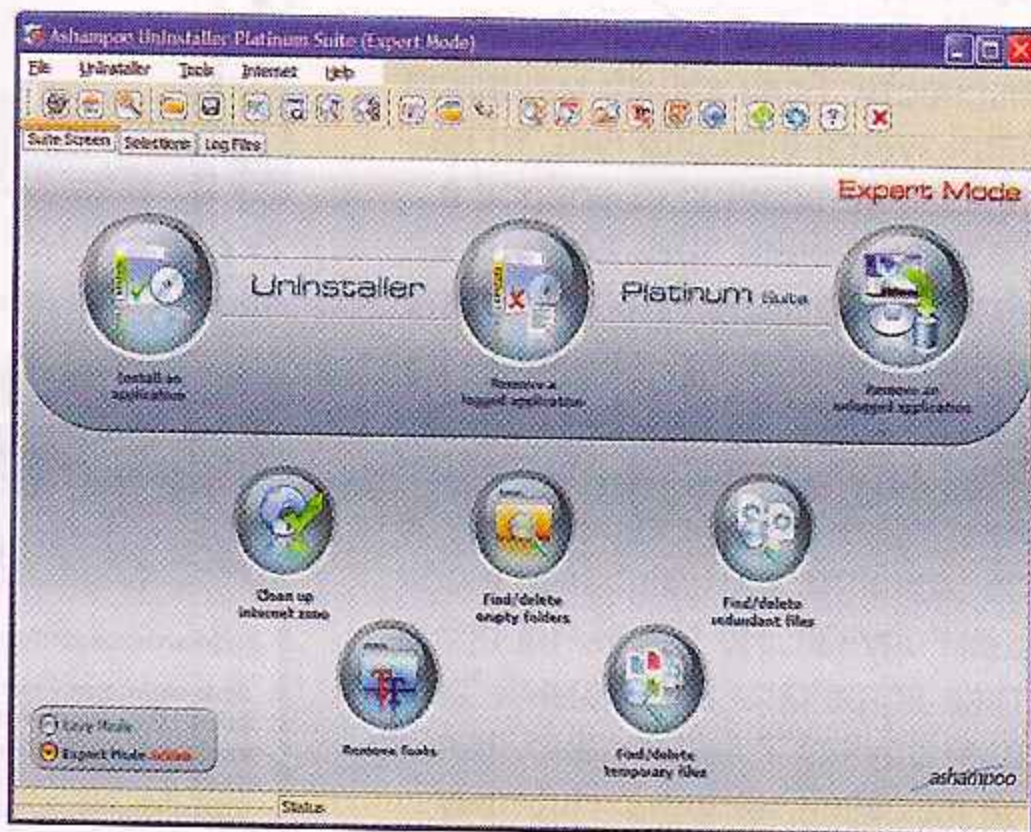 Ashampoo UnInstaller Platinum Suite (Expert Mode)
File Uninstaller Tools Internet Help
Suite Screen Selections Log Files
Expert Mode
UnInstaller Platinum Suite
Install an
application
Remove a
logged application
Remove an
unlogged application
Clean up
internet zone
Find/delete
empty folders
Find/delete
redundant files
Remove fonts
Find/delete
temporary files
Easy Mode
Expert Mode
ashampoo
Status